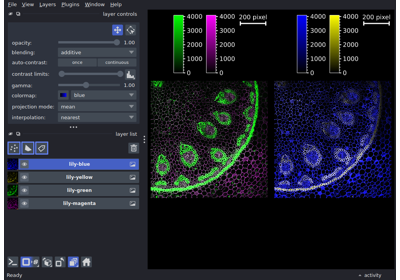 File View Layers Plugins Window Help
layer controls
opacity: 1.00
blending: additive
auto-contrast: once continuous
contrast limits:
gamma: 1.00
colormap: blue
projection mode: mean
interpolation: nearest
layer list
lily-blue
lily-yellow
lily-green
lily-magenta
Ready
activity
4000 4000 200 pixel
3000 3000
2000 2000
1000 1000
0 0
4000 4000 200 pixel
3000 3000
2000 2000
1000 1000
0 0